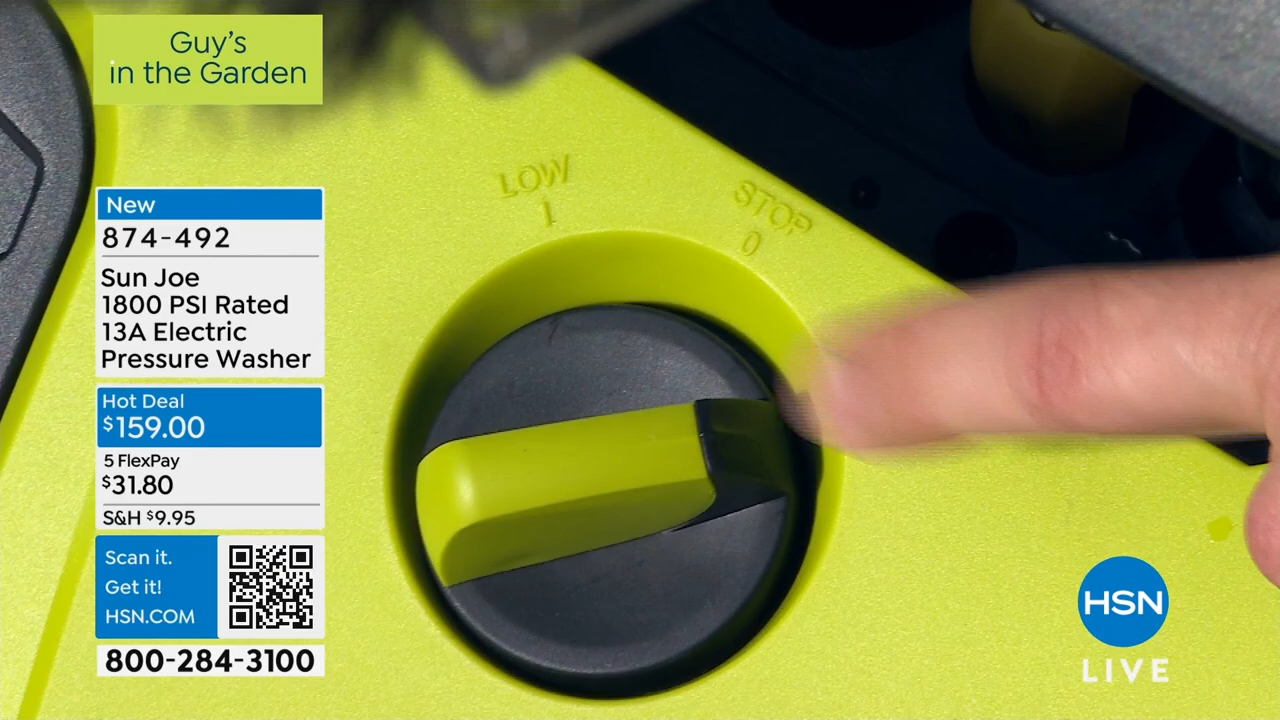 Guy's
in the Garden
New
874-492
Sun Joe
1800 PSI Rated
13A Electric
Pressure Washer
Hot Deal
$159.00
5 FlexPay
$31.80
S&H $9.95
Scan it.
Get it!
HSN.COM
800-284-3100
LOW
1
STOP
0
HSN
LIVE